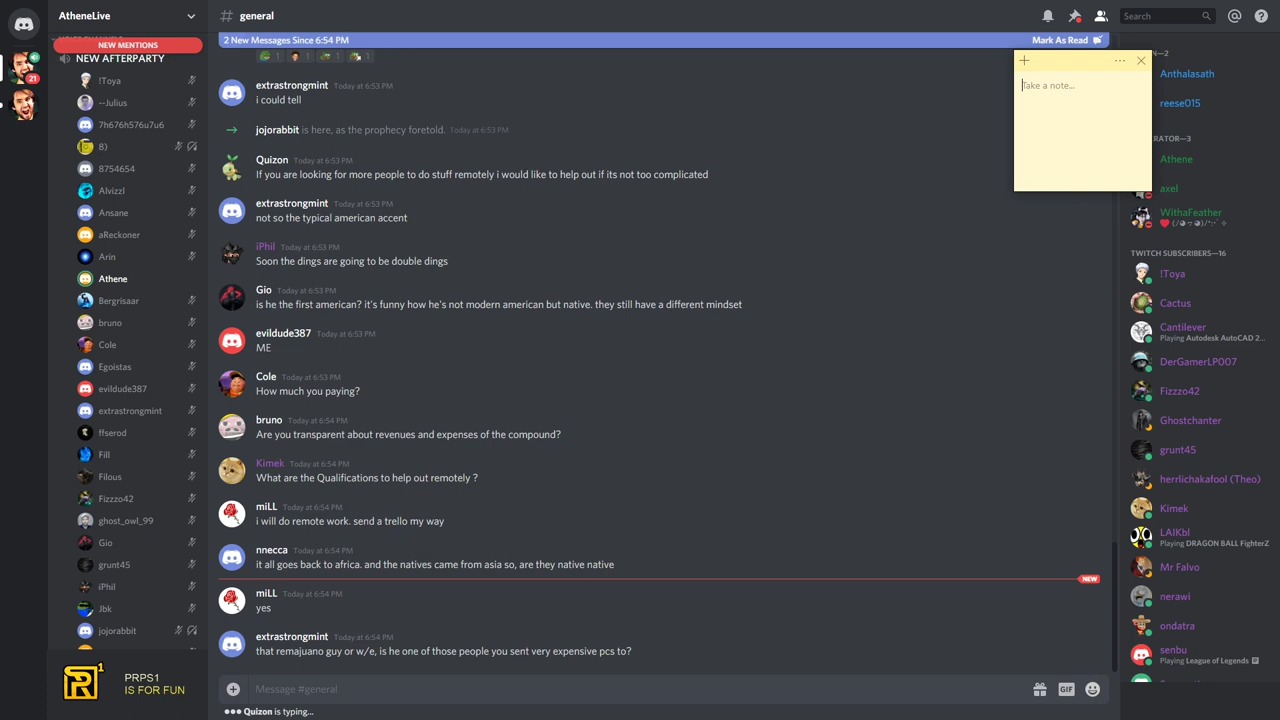 AtheneLive
NEW MENTIONS
NEW AFTERPARTY
!Toya
--Julius
7h676h576u7u6
8)
8754654
Alvizzl
Ansane
aReckoner
Arin
Athene
Bergrisaar
bruno
Cole
Egoistas
evildude387
extrastrongmint
ffserod
Fill
Filous
Fizzzo42
ghost_owl_99
Gio
grunt45
iPhil
Jbk
jojorabbit
21
PRPS1
IS FOR FUN
# general
2 New Messages Since 6:54 PM
Mark As Read
1 1 1 1
extrastrongmint Today at 6:53 PM
i could tell
jojorabbit is here, as the prophecy foretold. Today at 6:53 PM
Quizon Today at 6:53 PM
If you are looking for more people to do stuff remotely i would like to help out if its not too complicated
extrastrongmint Today at 6:53 PM
not so the typical american accent
iPhil Today at 6:53 PM
Soon the dings are going to be double dings
Gio Today at 6:53 PM
is he the first american? it's funny how he's not modern american but native. they still have a different mindset
evildude387 Today at 6:53 PM
ME
Cole Today at 6:53 PM
How much you paying?
bruno Today at 6:54 PM
Are you transparent about revenues and expenses of the compound?
Kimek Today at 6:54 PM
What are the Qualifications to help out remotely ?
miLL Today at 6:54 PM
i will do remote work. send a trello my way
nnecca Today at 6:54 PM
it all goes back to africa. and the natives came from asia so, are they native native
NEW
miLL Today at 6:54 PM
yes
extrastrongmint Today at 6:54 PM
that remajuano guy or w/e, is he one of those people you sent very expensive pcs to?
Message #general
GIF
Quizon is typing...
Search
Take a note...
—2
Anthalasath
reese015
RATOR—3
Athene
axel
WithaFeather
TWITCH SUBSCRIBERS—16
!Toya
Cactus
Cantilever
Playing Autodesk AutoCAD 2...
DerGamerLP007
Fizzzo42
Ghostchanter
grunt45
herrlichakafool (Theo)
Kimek
LAIKbl
Playing DRAGON BALL FighterZ
Mr Falvo
nerawi
ondatra
senbu
Playing League of Legends